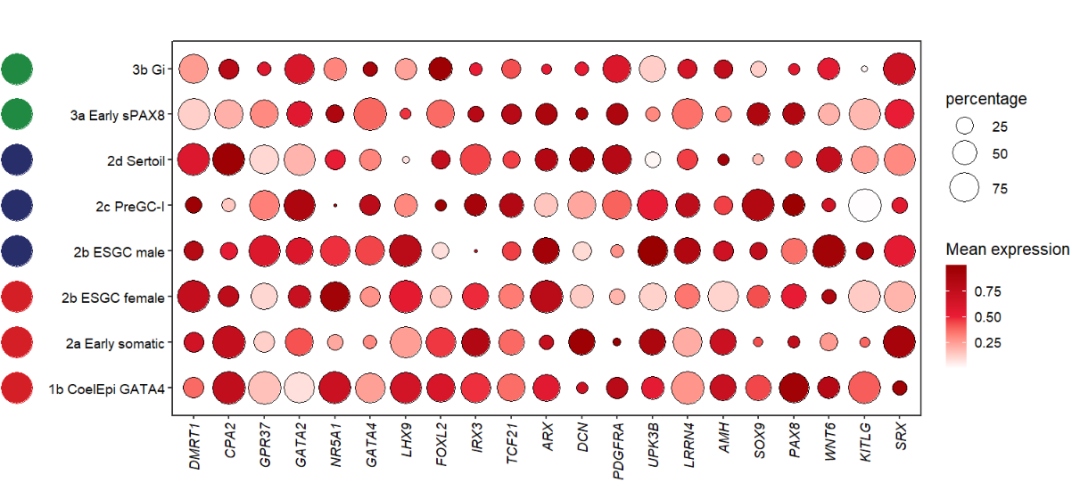 3b Gi
3a Early sPAX8
2d Sertoil
2c PreGC-I
2b ESGC male
2b ESGC female
2a Early somatic
1b CoelEpi GATA4
DMRT1 CPA2 GPR37 GATA2 NR5A1 GATA4 LHX9 FOXL2 IRX3 TCF21 ARX DCN PDGFRA UPK3B LRRN4 AMH SOX9 PAX8 WNT6 KITLG SRX
percentage
25
50
75
Mean expression
0.75
0.50
0.25